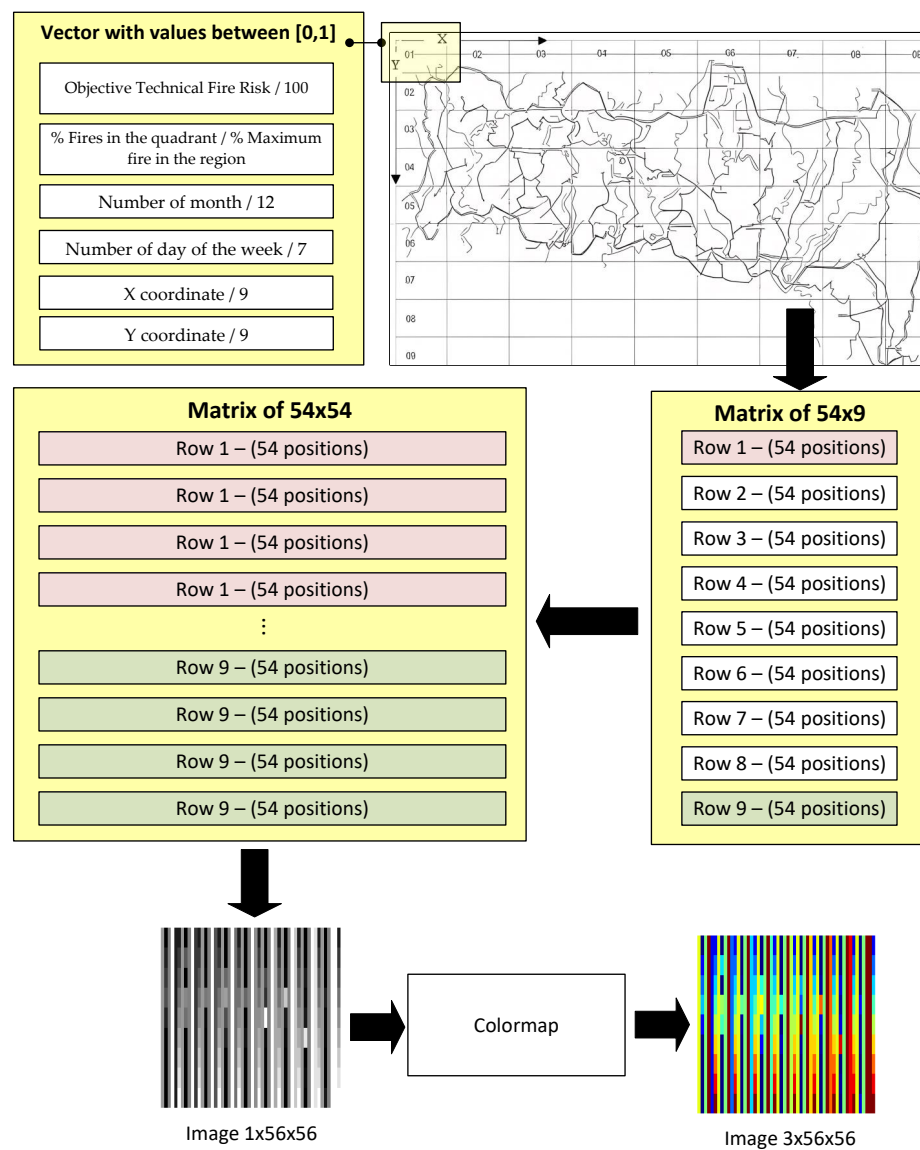 Vector with values between [0,1]
Objective Technical Fire Risk / 100
% Fires in the quadrant / % Maximum
fire in the region
Number of month / 12
Number of day of the week / 7
X coordinate / 9
Y coordinate / 9
X
Y
01
02
03
04
05
06
07
08
09
02
03
04
05
06
07
08
09
Matrix of 54x54
Row 1 – (54 positions)
Row 1 – (54 positions)
Row 1 – (54 positions)
Row 1 – (54 positions)
⋮
Row 9 – (54 positions)
Row 9 – (54 positions)
Row 9 – (54 positions)
Row 9 – (54 positions)
Matrix of 54x9
Row 1 – (54 positions)
Row 2 – (54 positions)
Row 3 – (54 positions)
Row 4 – (54 positions)
Row 5 – (54 positions)
Row 6 – (54 positions)
Row 7 – (54 positions)
Row 8 – (54 positions)
Row 9 – (54 positions)
Colormap
Image 1x56x56
Image 3x56x56